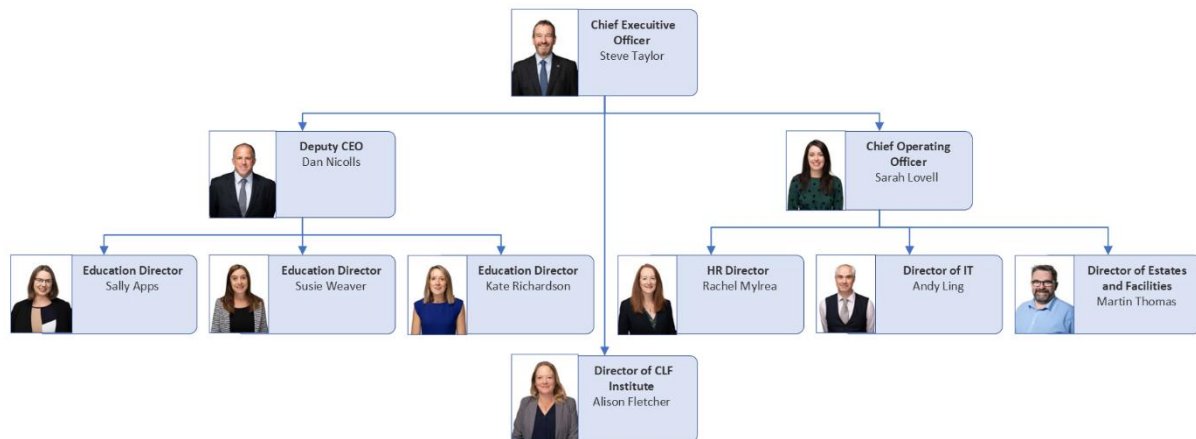 Chief Executive
Officer
Steve Taylor
Deputy CEO
Dan Nicolls
Chief Operating
Officer
Sarah Lovell
Education Director
Sally Apps
Education Director
Susie Weaver
Education Director
Kate Richardson
HR Director
Rachel Mylrea
Director of IT
Andy Ling
Director of Estates
and Facilities
Martin Thomas
Director of CLF
Institute
Alison Fletcher